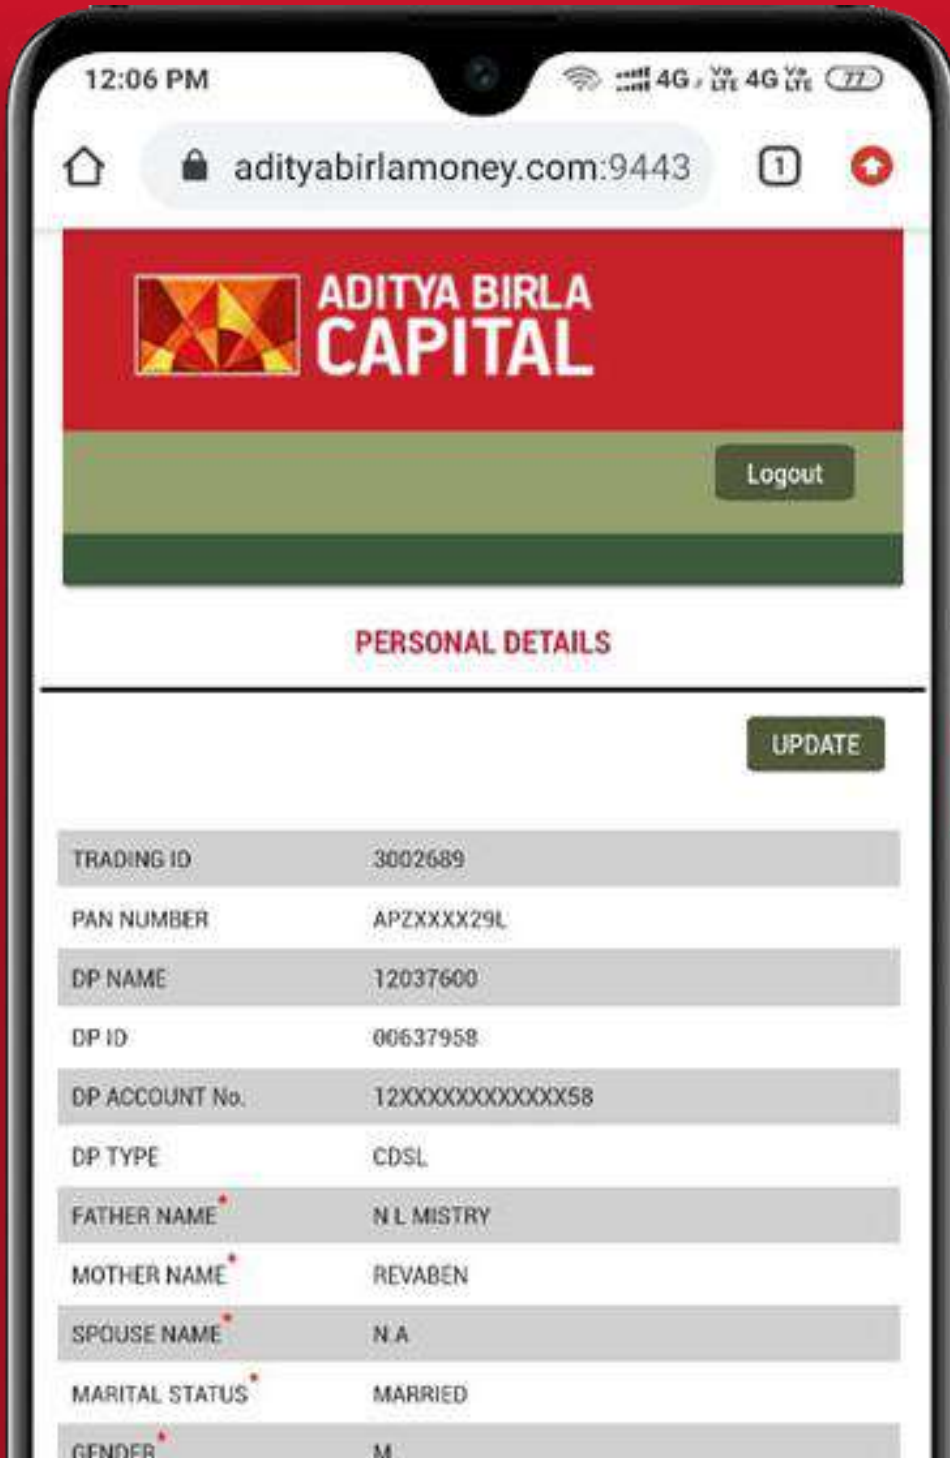 12:06 PM 4G VoLTE 4G VoLTE 77
adityabirlamoney.com:9443 1
ADITYA BIRLA
CAPITAL
Logout
PERSONAL DETAILS
UPDATE
TRADING ID 3002689
PAN NUMBER APZXXXX29L
DP NAME 12037600
DP ID 00637958
DP ACCOUNT No. 12XXXXXXXXXXXX58
DP TYPE CDSL
FATHER NAME* N L MISTRY
MOTHER NAME* REVABEN
SPOUSE NAME* N.A
MARITAL STATUS* MARRIED
GENDER* M